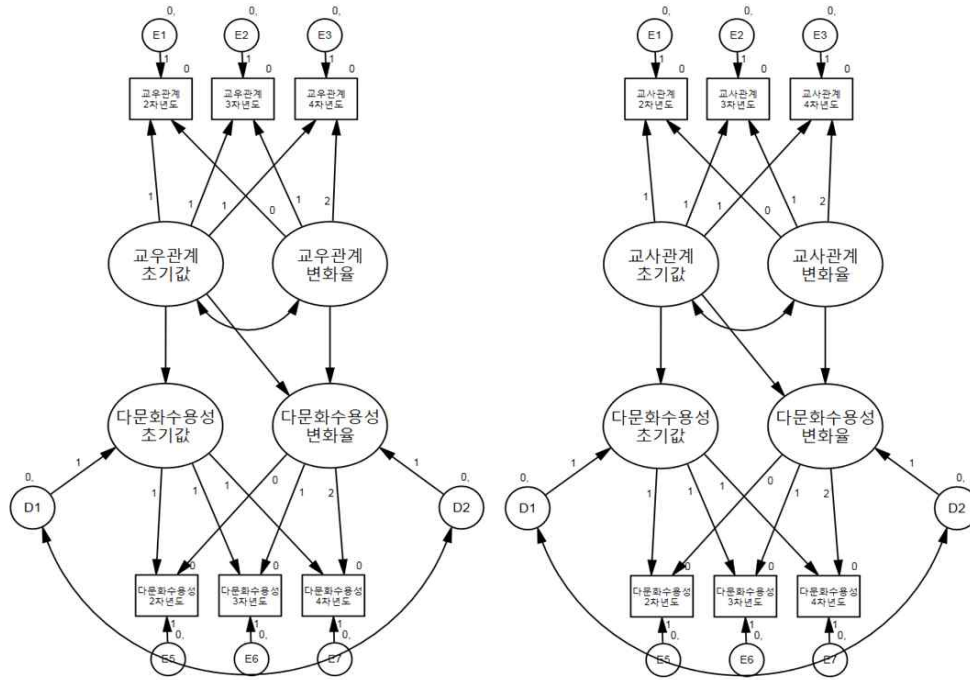 0, 0, 0,
E1 E2 E3
1 1 1
0 0 0
교우관계 교우관계 교우관계
2차년도 3차년도 4차년도
1 1 1 0 1 2
교우관계 교우관계
초기값 변화율
다문화수용성 다문화수용성
초기값 변화율
0, 1 1 0,
1 1 1 0 1 2
D1 D2
0 0 0
다문화수용성 다문화수용성 다문화수용성
2차년도 3차년도 4차년도
1 1 1
0, 0, 0,
E5 E6 E7
0, 0, 0,
E1 E2 E3
1 1 1
0 0 0
교사관계 교사관계 교사관계
2차년도 3차년도 4차년도
1 1 1 0 1 2
교사관계 교사관계
초기값 변화율
다문화수용성 다문화수용성
초기값 변화율
0, 1 1 0,
1 1 1 0 1 2
D1 D2
0 0 0
다문화수용성 다문화수용성 다문화수용성
2차년도 3차년도 4차년도
1 1 1
0, 0, 0,
E5 E6 E7